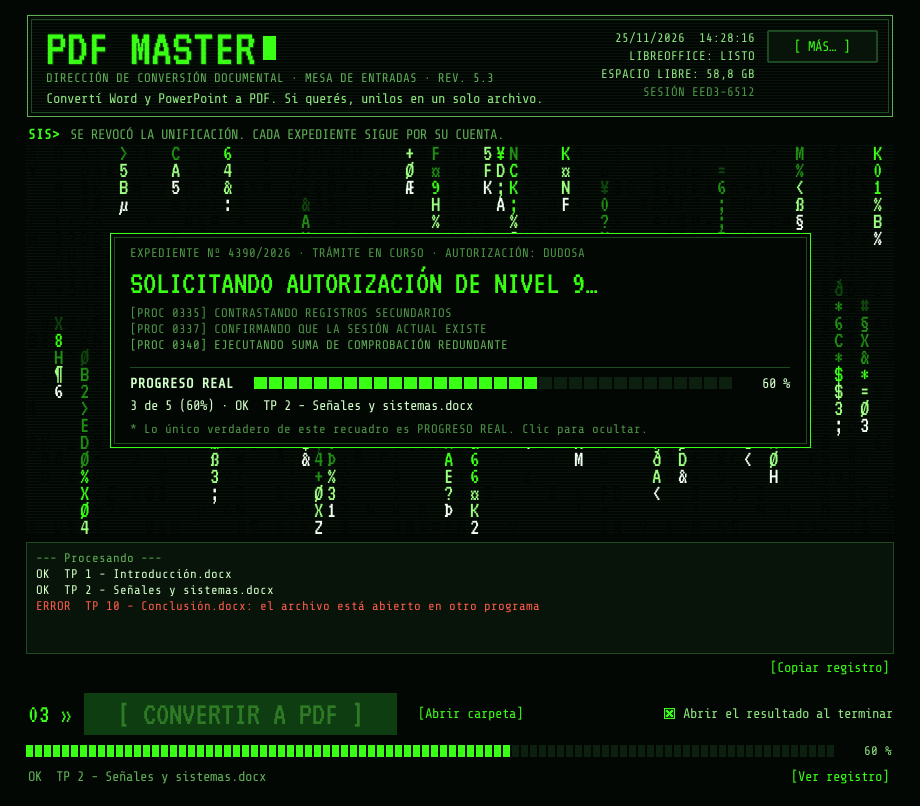 PDF MASTER
DIRECCIÓN DE CONVERSIÓN DOCUMENTAL · MESA DE ENTRADAS · REV. 5.3
Convertí Word y PowerPoint a PDF. Si querés, unilos en un solo archivo.
25/11/2026 14:28:16
LIBREOFFICE: LISTO
ESPACIO LIBRE: 58,8 GB
SESIÓN EED3-6512
[ MÁS… ]
SIS> SE REVOCÓ LA UNIFICACIÓN. CADA EXPEDIENTE SIGUE POR SU CUENTA.
EXPEDIENTE Nº 4390/2026 · TRÁMITE EN CURSO · AUTORIZACIÓN: DUDOSA
SOLICITANDO AUTORIZACIÓN DE NIVEL 9…
[PROC 0335] CONTRASTANDO REGISTROS SECUNDARIOS
[PROC 0337] CONFIRMANDO QUE LA SESIÓN ACTUAL EXISTE
[PROC 0340] EJECUTANDO SUMA DE COMPROBACIÓN REDUNDANTE
PROGRESO REAL 60 %
3 de 5 (60%) · OK TP 2 - Señales y sistemas.docx
* Lo único verdadero de este recuadro es PROGRESO REAL. Clic para ocultar.
--- Procesando ---
OK TP 1 - Introducción.docx
OK TP 2 - Señales y sistemas.docx
ERROR TP 10 - Conclusión.docx: el archivo está abierto en otro programa
[Copiar registro]
03 » [ CONVERTIR A PDF ] [Abrir carpeta] Abrir el resultado al terminar
60 %
OK TP 2 - Señales y sistemas.docx [Ver registro]